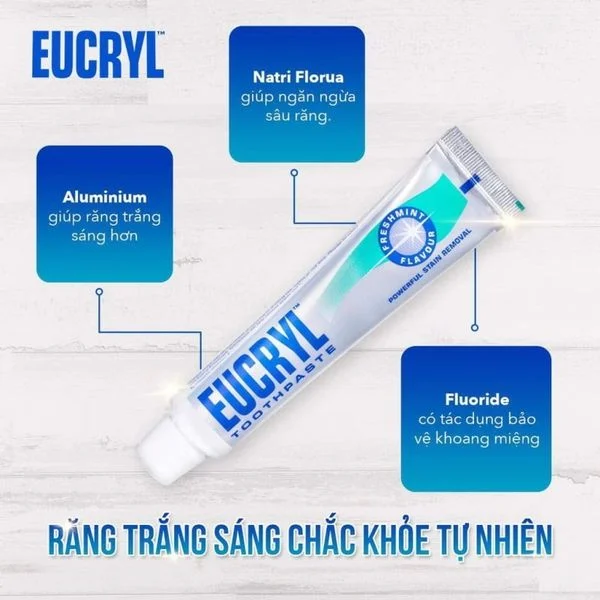 EUCRYL™
Natri Florua
giúp ngăn ngừa
sâu răng.
Aluminium
giúp răng trắng
sáng hơn
FRESHMINT
FLAVOUR
POWERFUL STAIN REMOVAL
EUCRYL™
TOOTHPASTE
Fluoride
có tác dụng bảo
vệ khoang miệng
RĂNG TRẮNG SÁNG CHẮC KHỎE TỰ NHIÊN